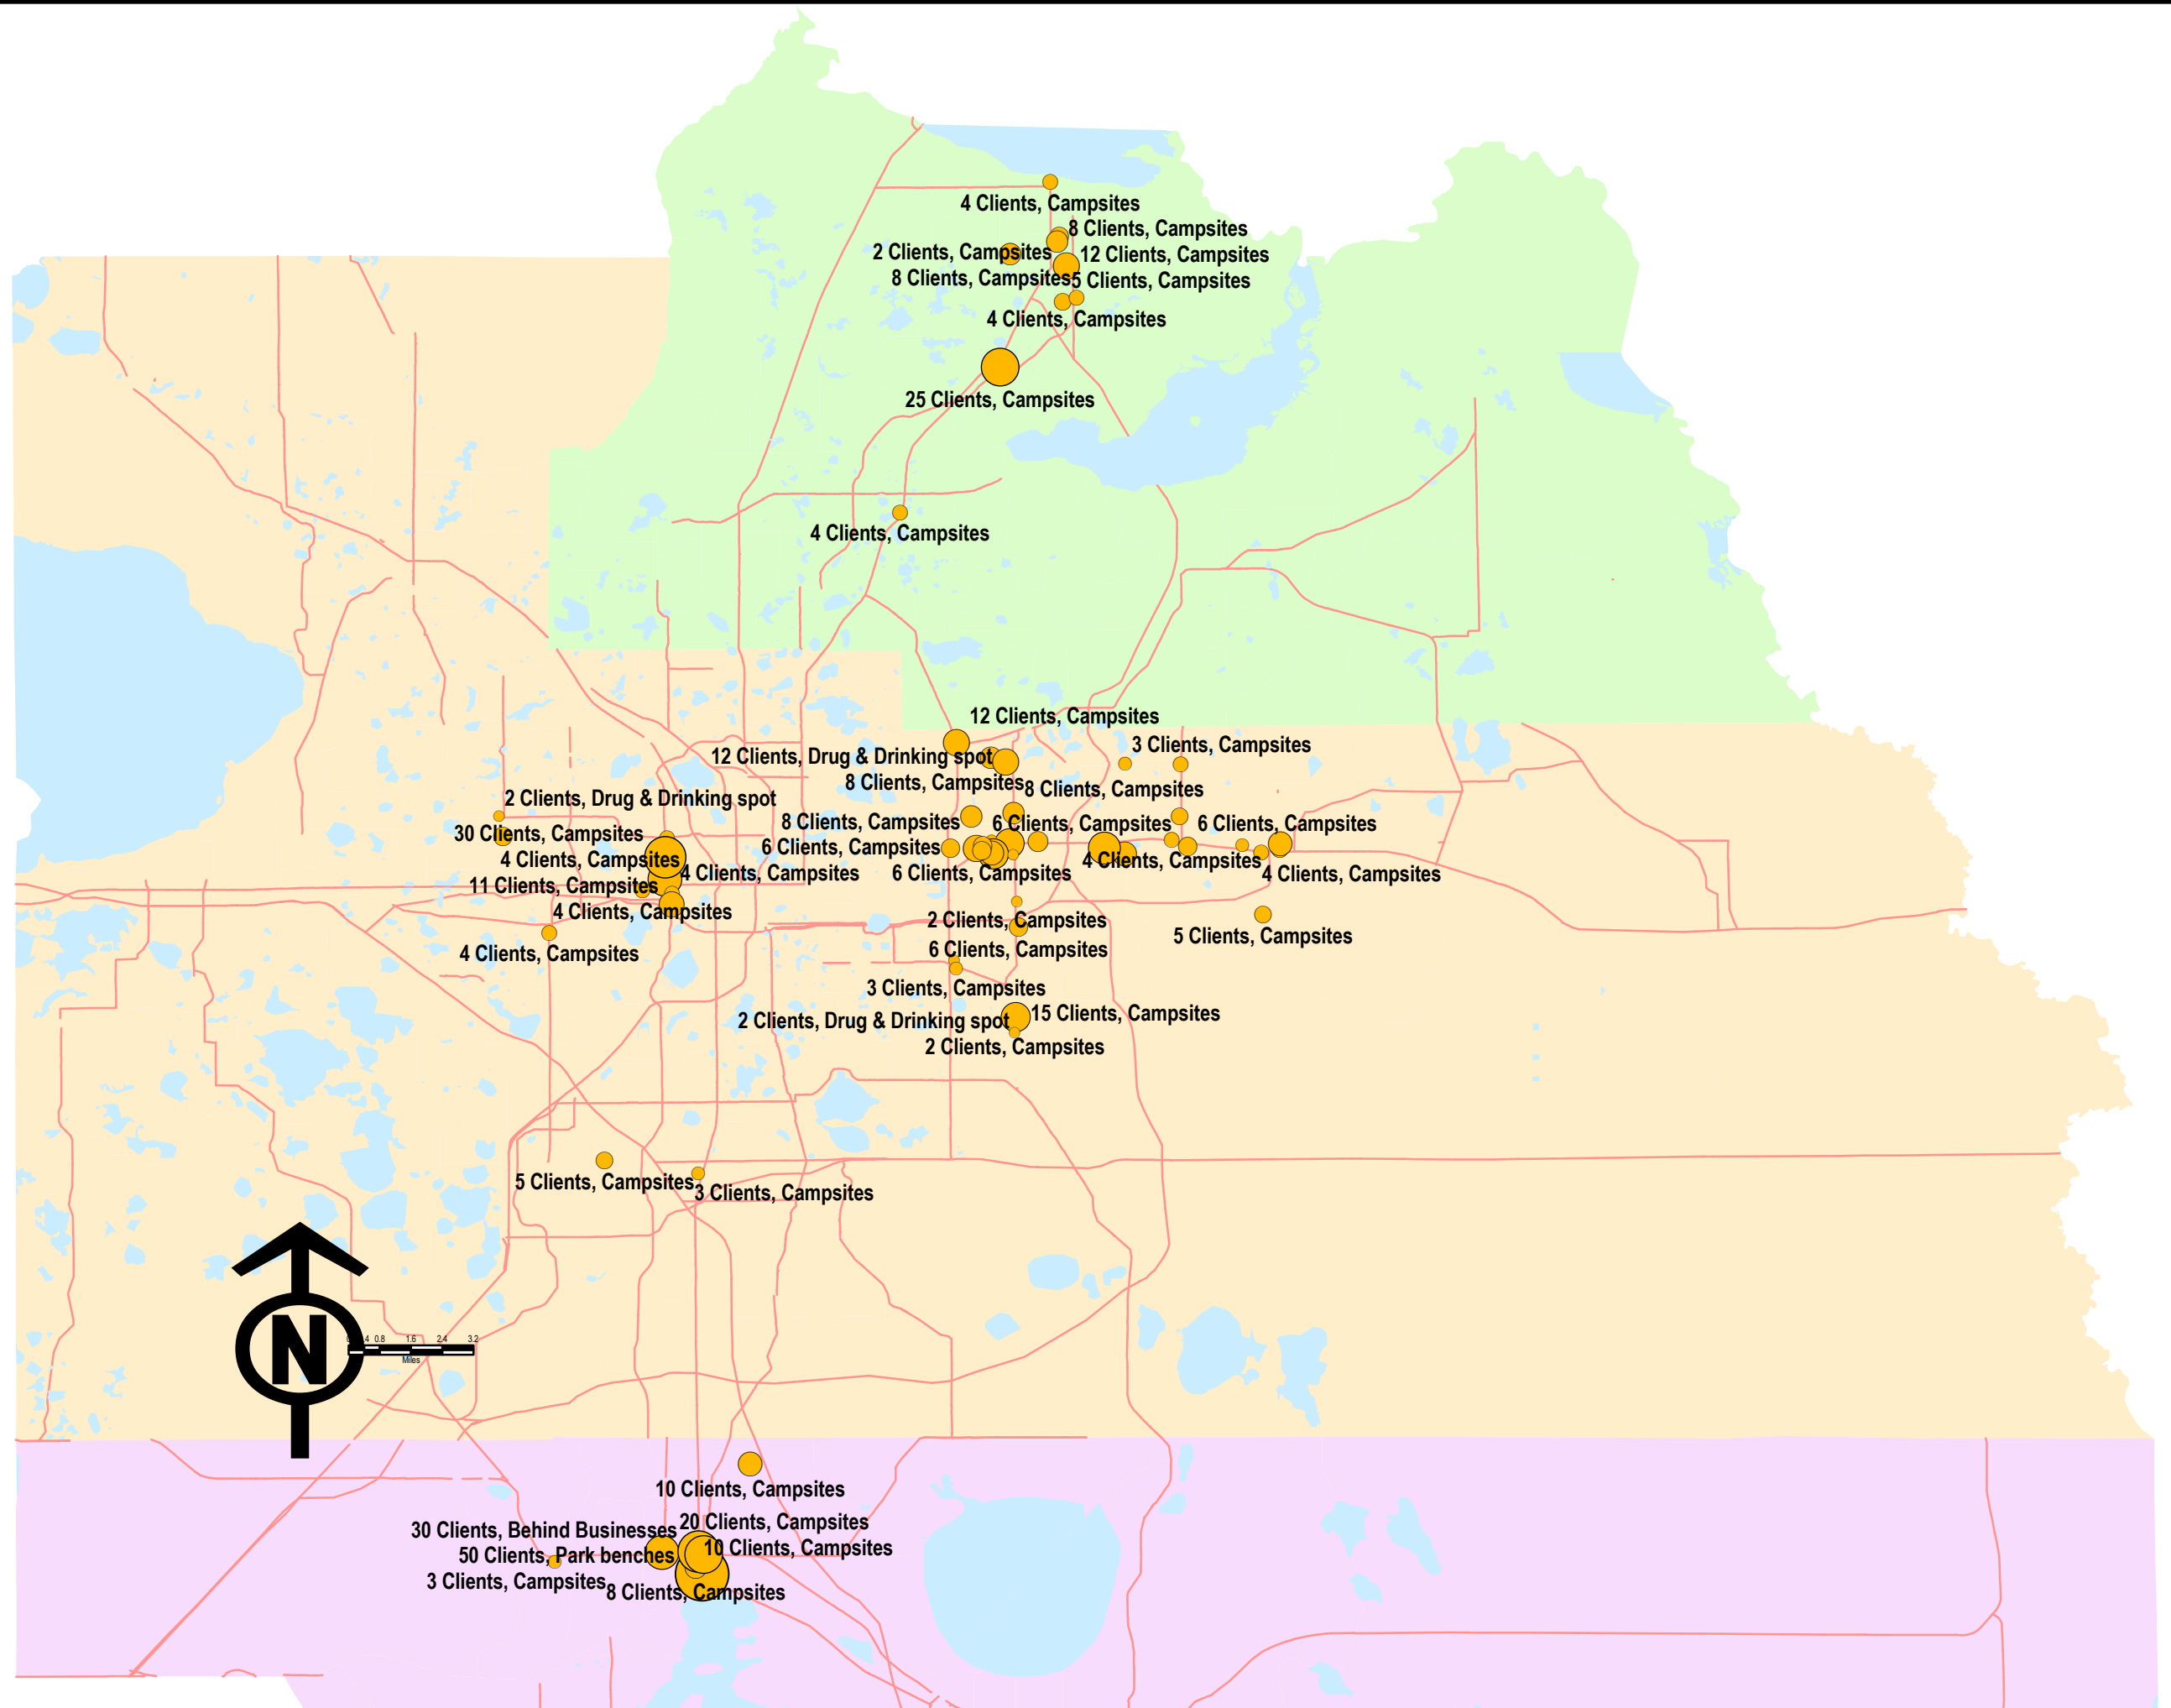 4 Clients, Campsites
8 Clients, Campsites
2 Clients, Campsites
12 Clients, Campsites
8 Clients, Campsites
5 Clients, Campsites
4 Clients, Campsites
25 Clients, Campsites
4 Clients, Campsites
12 Clients, Campsites
3 Clients, Campsites
12 Clients, Drug & Drinking spot
8 Clients, Campsites
8 Clients, Campsites
2 Clients, Drug & Drinking spot
8 Clients, Campsites
6 Clients, Campsites
6 Clients, Campsites
30 Clients, Campsites
6 Clients, Campsites
4 Clients, Campsites
4 Clients, Campsites
4 Clients, Campsites
6 Clients, Campsites
4 Clients, Campsites
11 Clients, Campsites
4 Clients, Campsites
2 Clients, Campsites
5 Clients, Campsites
6 Clients, Campsites
4 Clients, Campsites
3 Clients, Campsites
15 Clients, Campsites
2 Clients, Drug & Drinking spot
2 Clients, Campsites
5 Clients, Campsites
3 Clients, Campsites
N
0.8 1.6 2.4 3.2
Miles
10 Clients, Campsites
20 Clients, Campsites
30 Clients, Behind Businesses
10 Clients, Campsites
50 Clients, Park benches
3 Clients, Campsites
8 Clients, Campsites